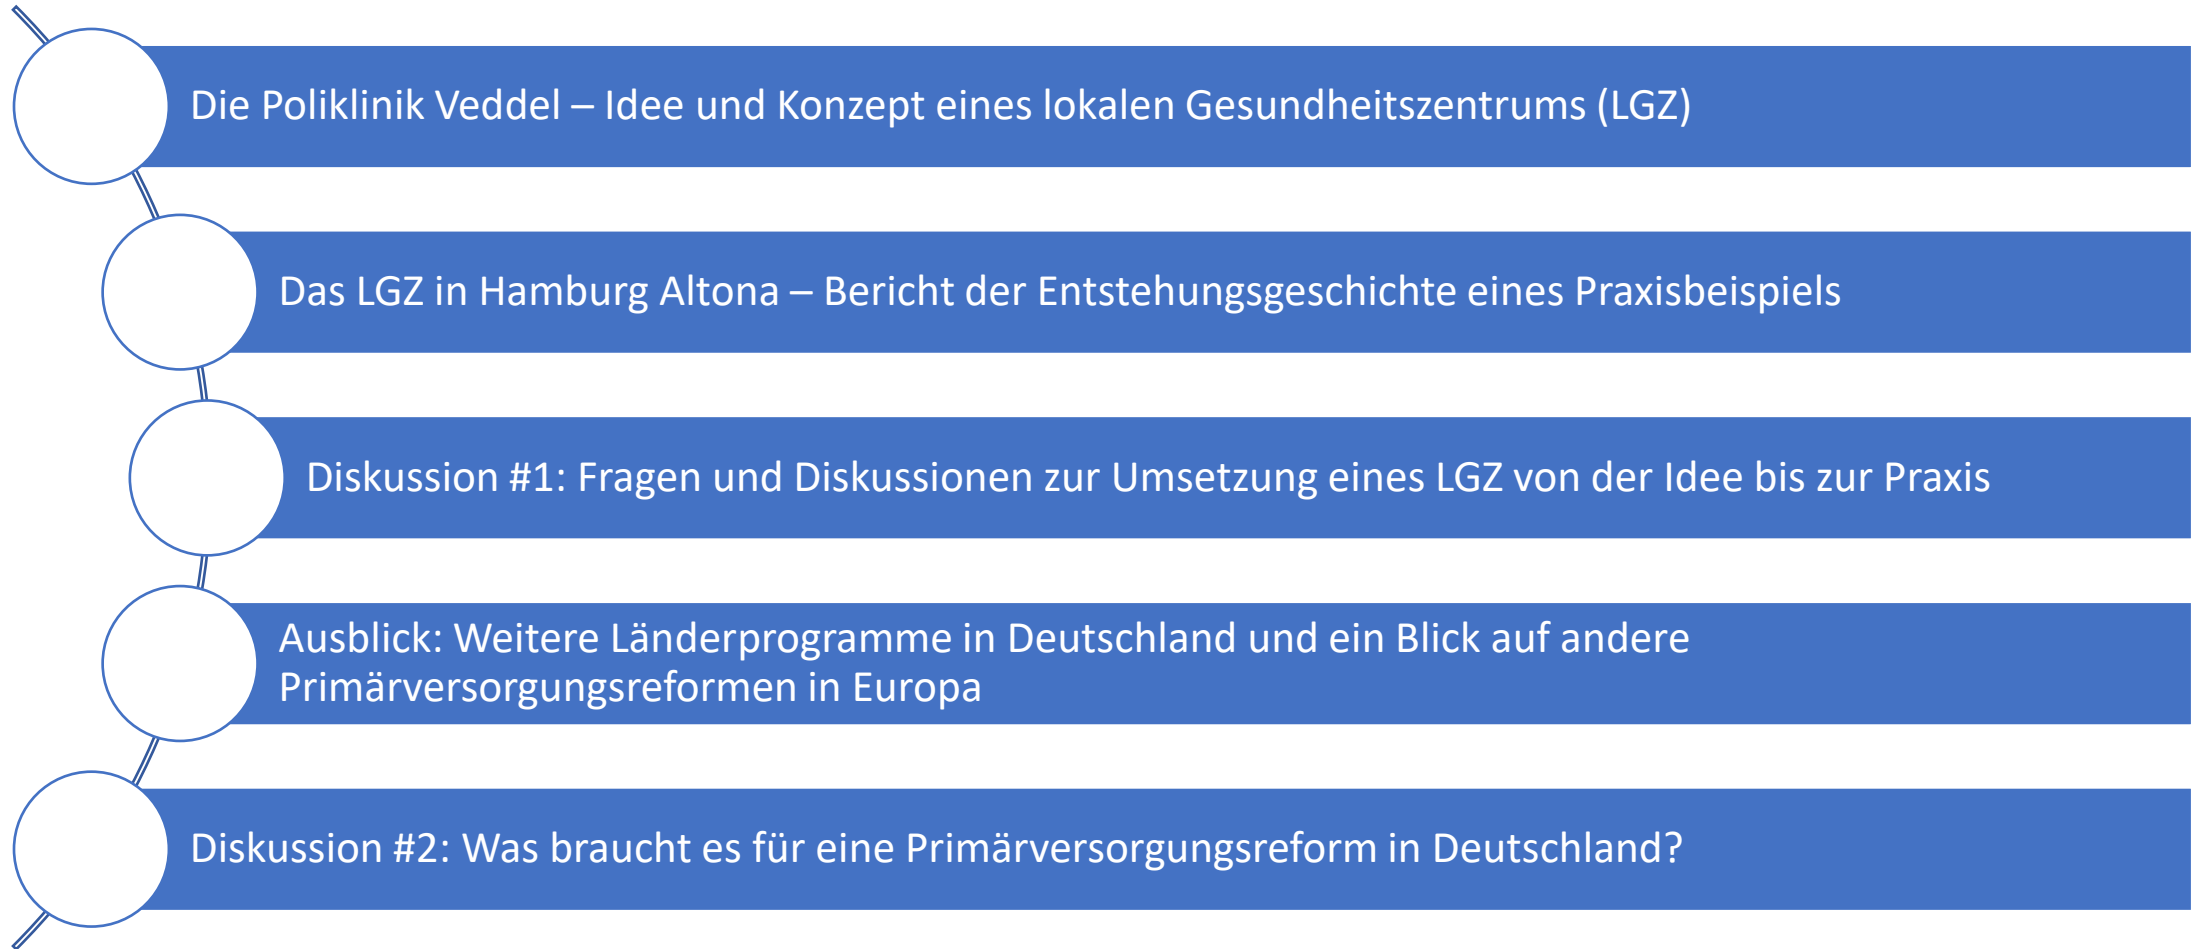 Die Poliklinik Veddel – Idee und Konzept eines lokalen Gesundheitszentrums (LGZ)
Das LGZ in Hamburg Altona – Bericht der Entstehungsgeschichte eines Praxisbeispiels
Diskussion #1: Fragen und Diskussionen zur Umsetzung eines LGZ von der Idee bis zur Praxis
Ausblick: Weitere Länderprogramme in Deutschland und ein Blick auf andere
Primärversorgungsreformen in Europa
Diskussion #2: Was braucht es für eine Primärversorgungsreform in Deutschland?